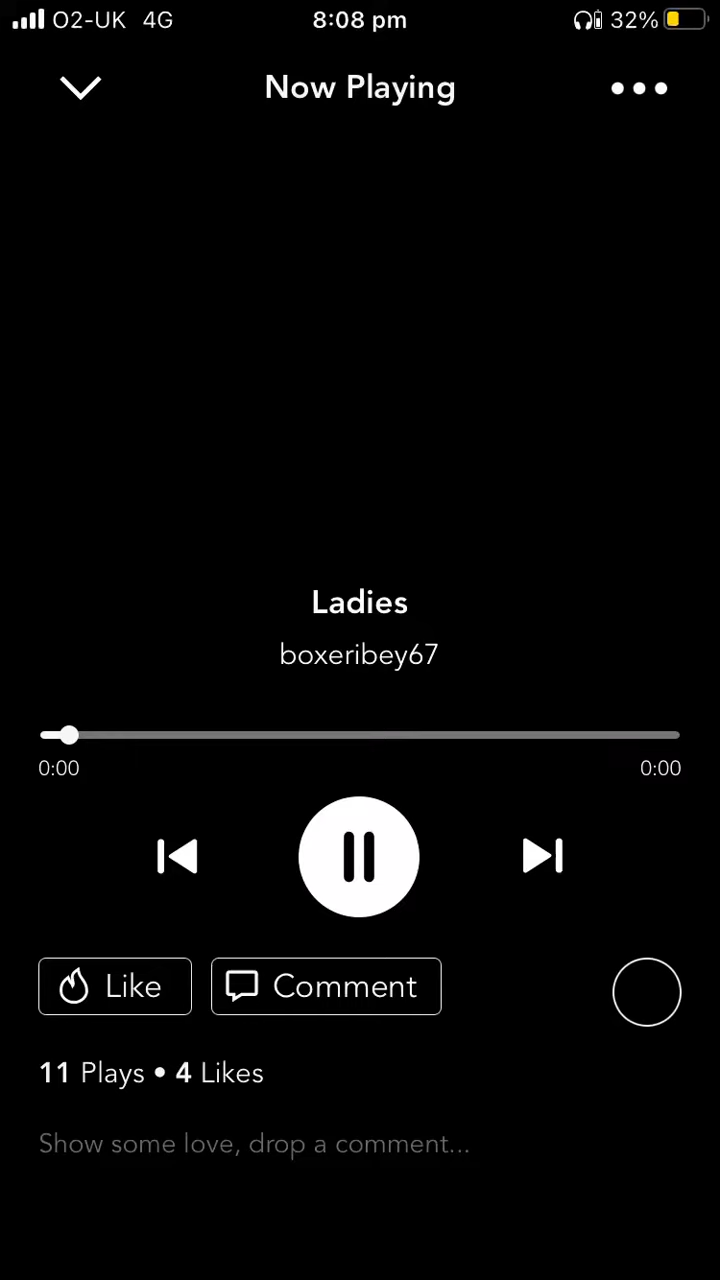 O2-UK 4G 8:08 pm 32%
Now Playing
Ladies
boxeribey67
0:00 0:00
Like Comment
11 Plays • 4 Likes
Show some love, drop a comment...